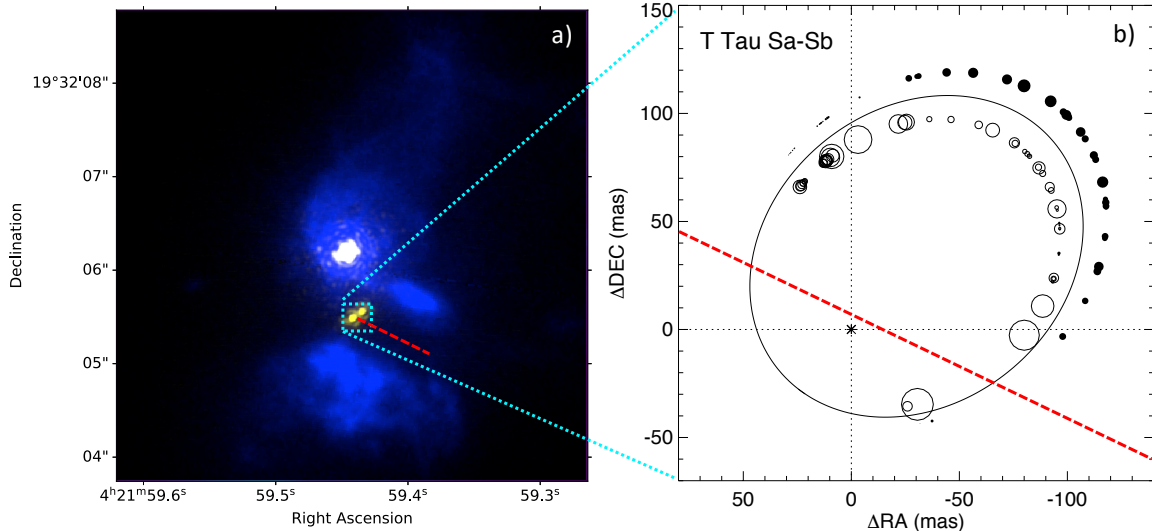 a)
19°32'08"
07"
06"
05"
04"
Declination
4ʰ21ᵐ59.6ˢ
59.5ˢ
59.4ˢ
59.3ˢ
Right Ascension
b)
T Tau Sa-Sb
150
100
50
0
-50
ΔDEC (mas)
50
0
-50
-100
ΔRA (mas)